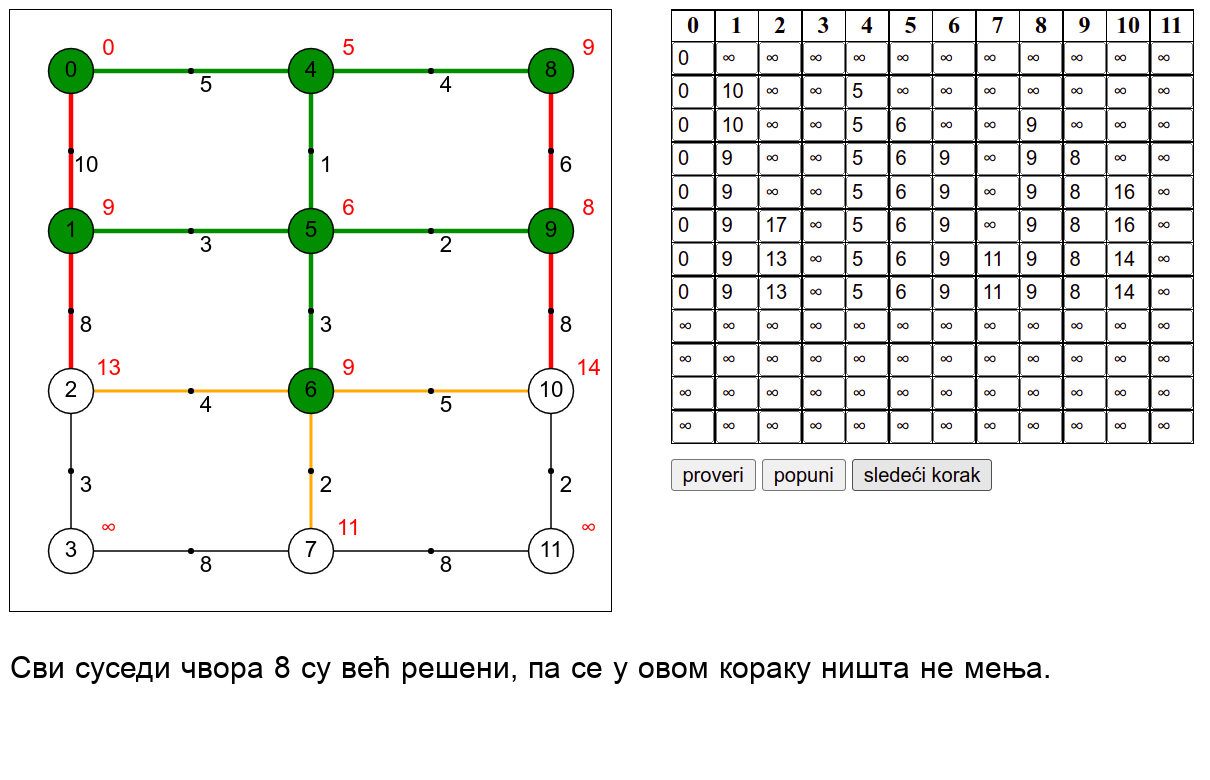 0 5 9
0 4 8
5 4
10 1 6
9 6 8
1 5 9
3 2
8 3 8
13 9 14
2 6 10
4 5
3 2 2
∞ 11 ∞
3 7 11
8 8
0 1 2 3 4 5 6 7 8 9 10 11
0 ∞ ∞ ∞ ∞ ∞ ∞ ∞ ∞ ∞ ∞ ∞
0 10 ∞ ∞ 5 ∞ ∞ ∞ ∞ ∞ ∞ ∞
0 10 ∞ ∞ 5 6 ∞ ∞ 9 ∞ ∞ ∞
0 9 ∞ ∞ 5 6 9 ∞ 9 8 ∞ ∞
0 9 ∞ ∞ 5 6 9 ∞ 9 8 16 ∞
0 9 17 ∞ 5 6 9 ∞ 9 8 16 ∞
0 9 13 ∞ 5 6 9 11 9 8 14 ∞
0 9 13 ∞ 5 6 9 11 9 8 14 ∞
∞ ∞ ∞ ∞ ∞ ∞ ∞ ∞ ∞ ∞ ∞ ∞
∞ ∞ ∞ ∞ ∞ ∞ ∞ ∞ ∞ ∞ ∞ ∞
∞ ∞ ∞ ∞ ∞ ∞ ∞ ∞ ∞ ∞ ∞ ∞
∞ ∞ ∞ ∞ ∞ ∞ ∞ ∞ ∞ ∞ ∞ ∞
proveri popuni sledeći korak
Сви суседи чвора 8 су већ решени, па се у овом кораку ништа не мења.